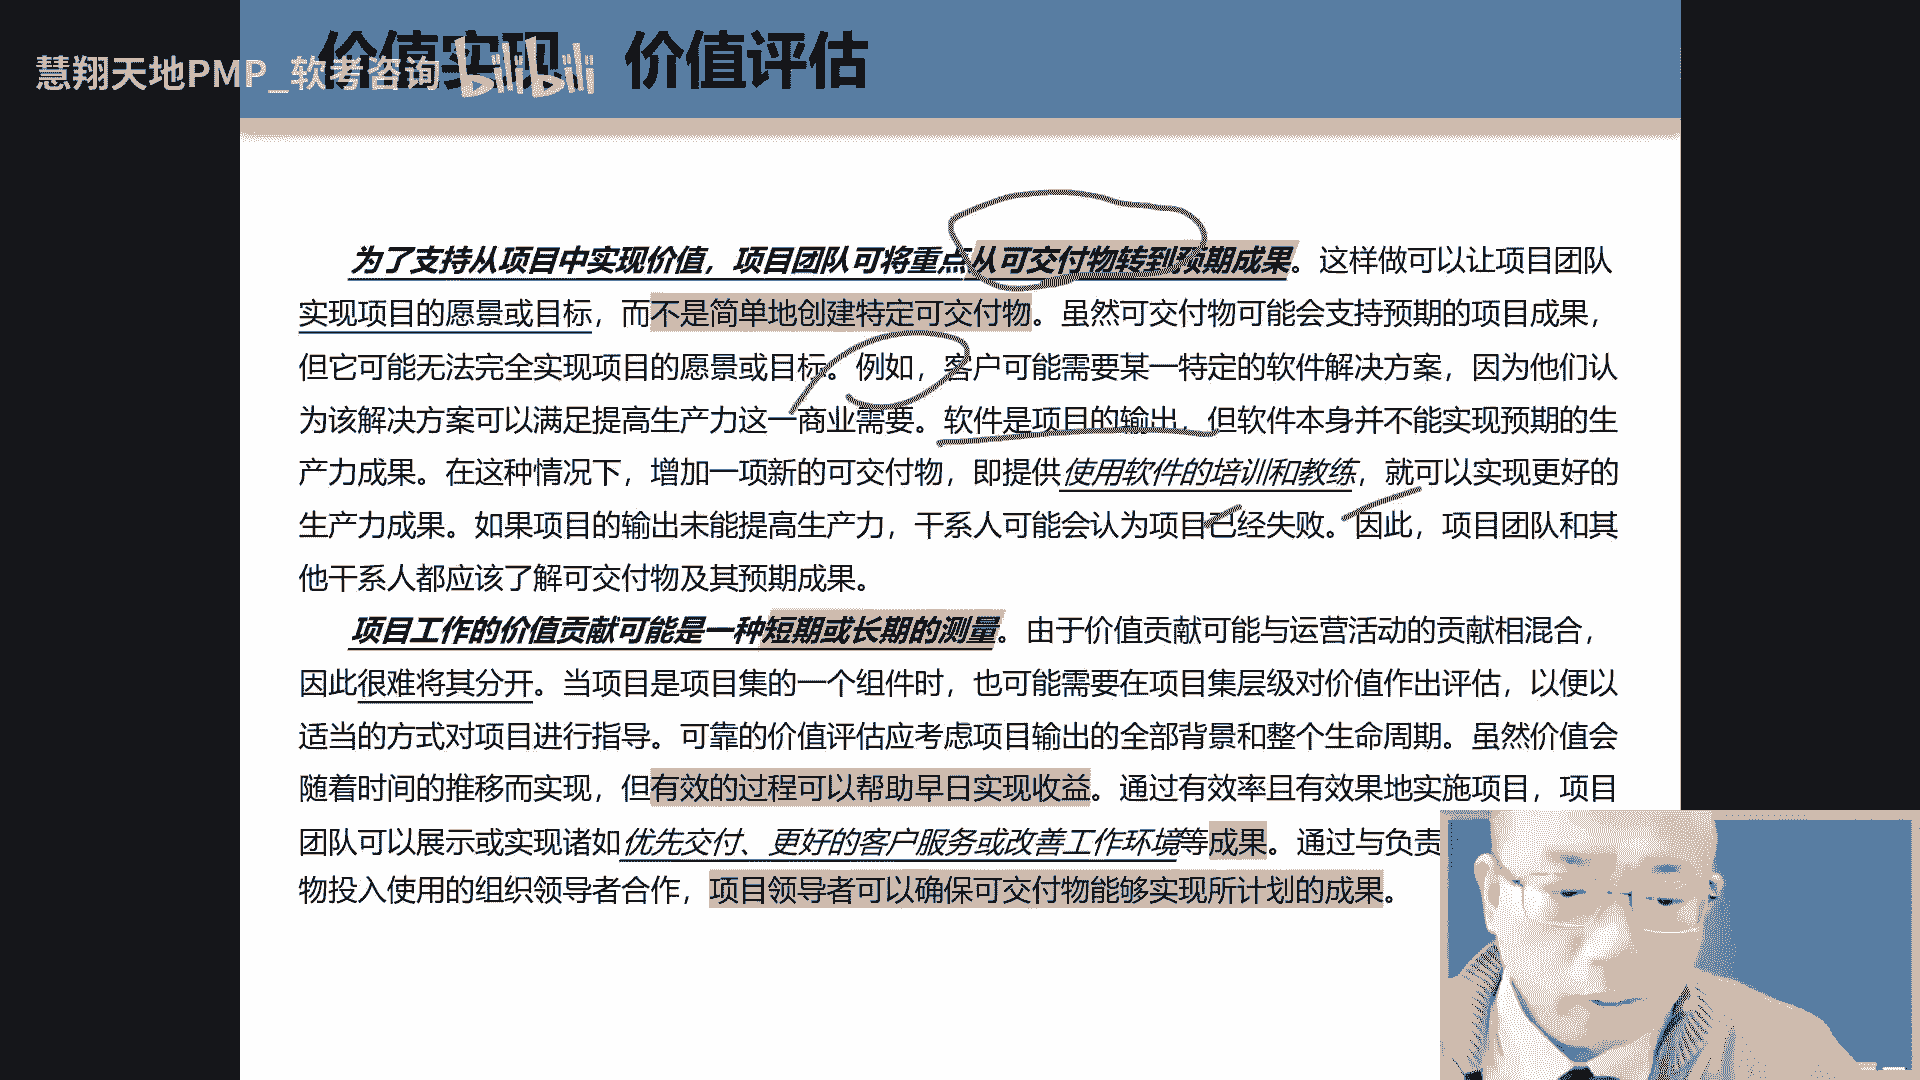 价值实现 价值评估
慧翔天地PMP_软考咨询 bilibili
为了支持从项目中实现价值，项目团队可将重点从可交付物转到预期成果。这样做可以让项目团队
实现项目的愿景或目标，而不是简单地创建特定可交付物。虽然可交付物可能会支持预期的项目成果，
但它可能无法完全实现项目的愿景或目标。例如，客户可能需要某一特定的软件解决方案，因为他们认
为该解决方案可以满足提高生产力这一商业需要。软件是项目的输出，但软件本身并不能实现预期的生
产力成果。在这种情况下，增加一项新的可交付物，即提供使用软件的培训和教练，就可以实现更好的
生产力成果。如果项目的输出未能提高生产力，干系人可能会认为项目已经失败。因此，项目团队和其
他干系人都应该了解可交付物及其预期成果。
项目工作的价值贡献可能是一种短期或长期的测量。由于价值贡献可能与运营活动的贡献相混合，
因此很难将其分开。当项目是项目集的一个组件时，也可能需要在项目集层级对价值作出评估，以便以
适当的方式对项目进行指导。可靠的价值评估应考虑项目输出的全部背景和整个生命周期。虽然价值会
随着时间的推移而实现，但有效的过程可以帮助早日实现收益。通过有效率且有效果地实施项目，项目
团队可以展示或实现诸如优先交付、更好的客户服务或改善工作环境等成果。通过与负责
物投入使用的组织领导者合作，项目领导者可以确保可交付物能够实现所计划的成果。